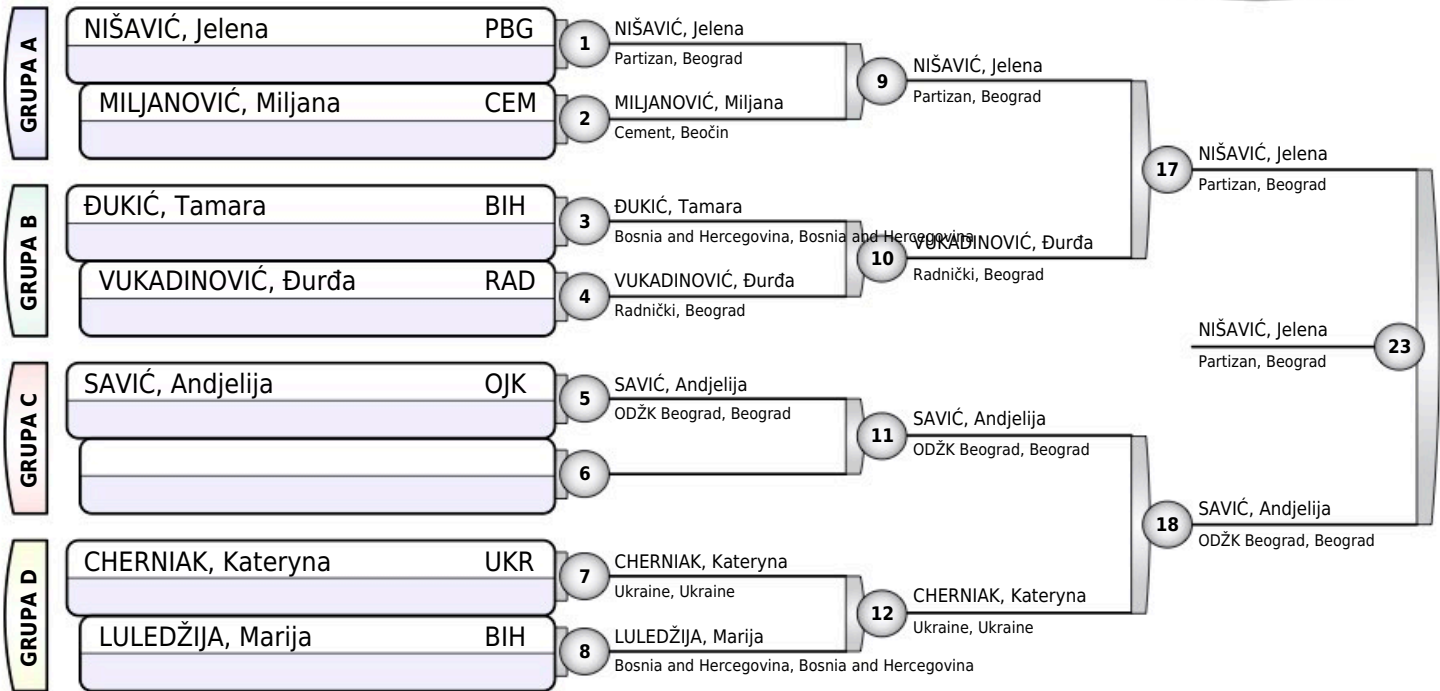 GRUPA A
NIŠAVIĆ, Jelena PBG
MILJANOVIĆ, Miljana CEM
1
NIŠAVIĆ, Jelena
Partizan, Beograd
2
MILJANOVIĆ, Miljana
Cement, Beočin
9
NIŠAVIĆ, Jelena
Partizan, Beograd
GRUPA B
ĐUKIĆ, Tamara BIH
VUKADINOVIĆ, Đurđa RAD
3
ĐUKIĆ, Tamara
Bosnia and Hercegovina, Bosnia and Hercegovina
4
VUKADINOVIĆ, Đurđa
Radnički, Beograd
10
VUKADINOVIĆ, Đurđa
Radnički, Beograd
17
NIŠAVIĆ, Jelena
Partizan, Beograd
GRUPA C
SAVIĆ, Andjelija OJK
5
SAVIĆ, Andjelija
ODŽK Beograd, Beograd
6
11
SAVIĆ, Andjelija
ODŽK Beograd, Beograd
GRUPA D
CHERNIAK, Kateryna UKR
LULEDŽIJA, Marija BIH
7
CHERNIAK, Kateryna
Ukraine, Ukraine
8
LULEDŽIJA, Marija
Bosnia and Hercegovina, Bosnia and Hercegovina
12
CHERNIAK, Kateryna
Ukraine, Ukraine
18
SAVIĆ, Andjelija
ODŽK Beograd, Beograd
NIŠAVIĆ, Jelena
Partizan, Beograd
23